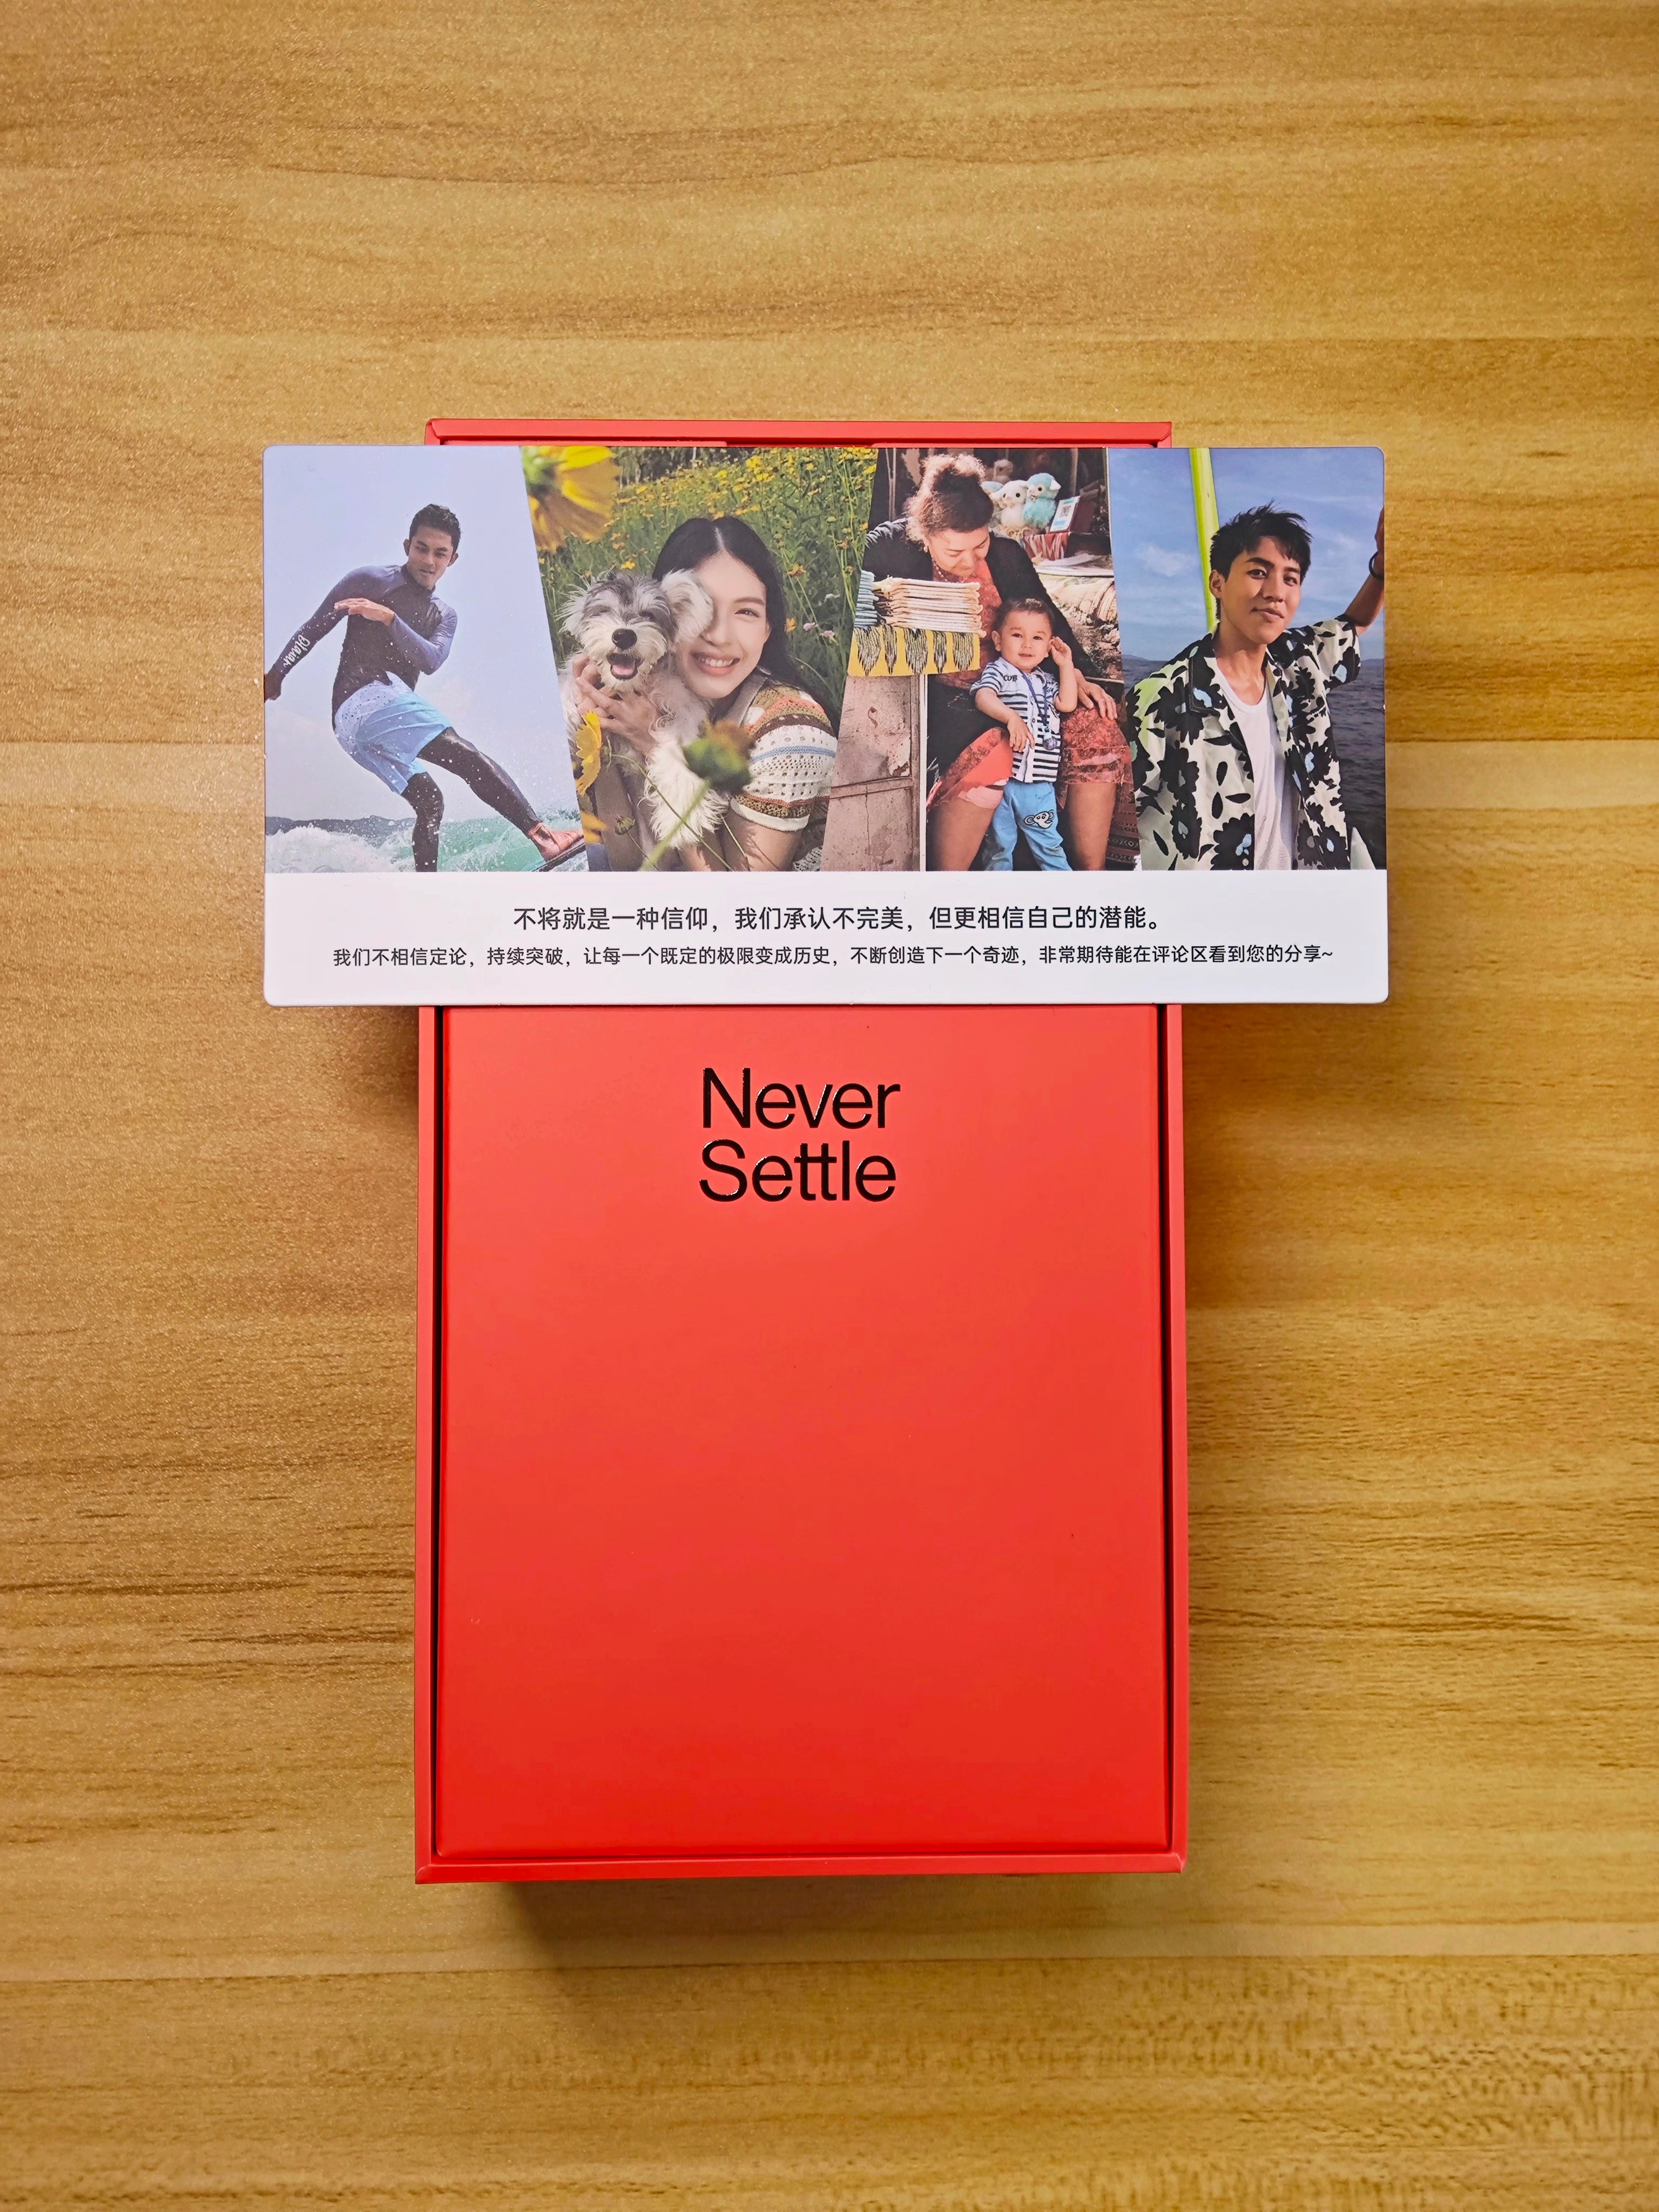 不将就是一种信仰，我们承认不完美，但更相信自己的潜能。
我们不相信定论，持续突破，让每一个既定的极限变成历史，不断创造下一个奇迹，非常期待能在评论区看到您的分享~
Never
Settle